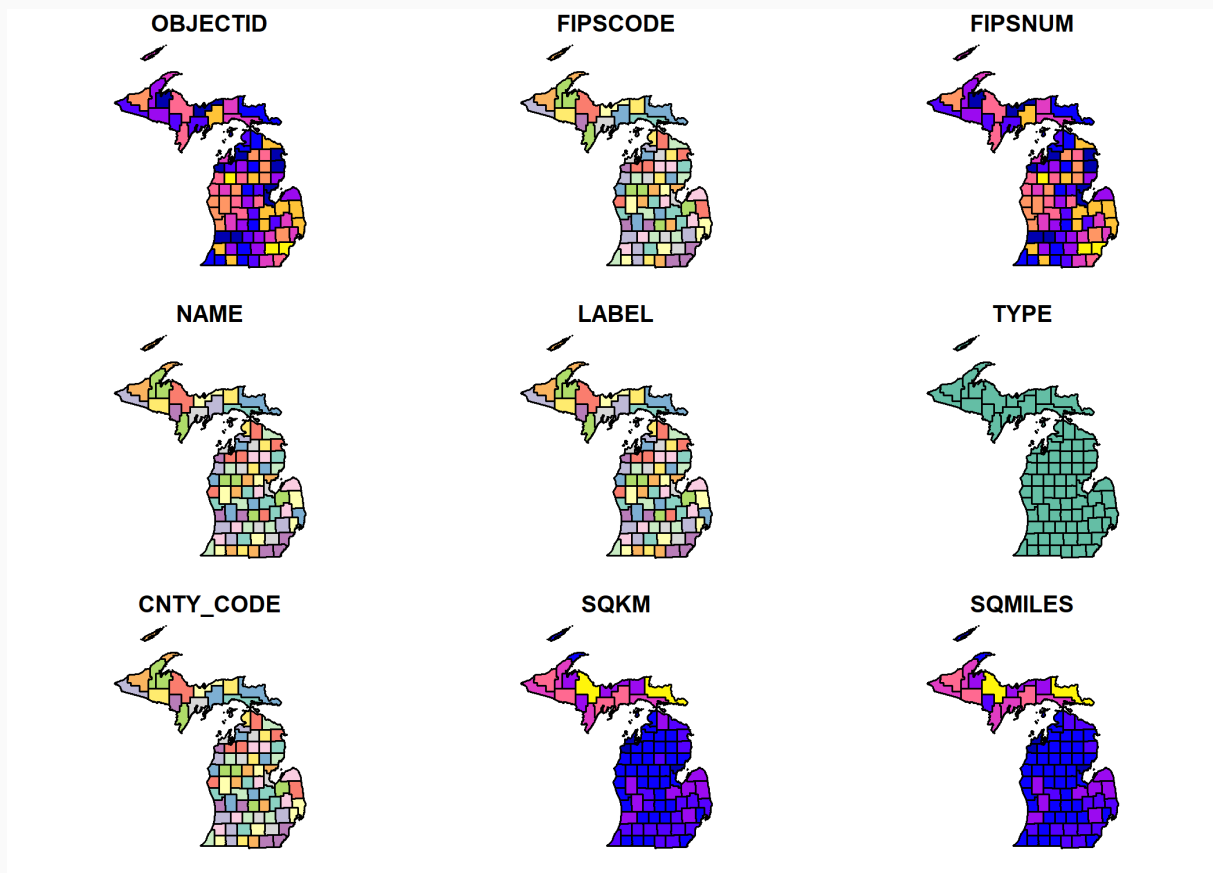 OBJECTID
FIPSCODE
FIPSNUM
NAME
LABEL
TYPE
CNTY_CODE
SQKM
SQMILES